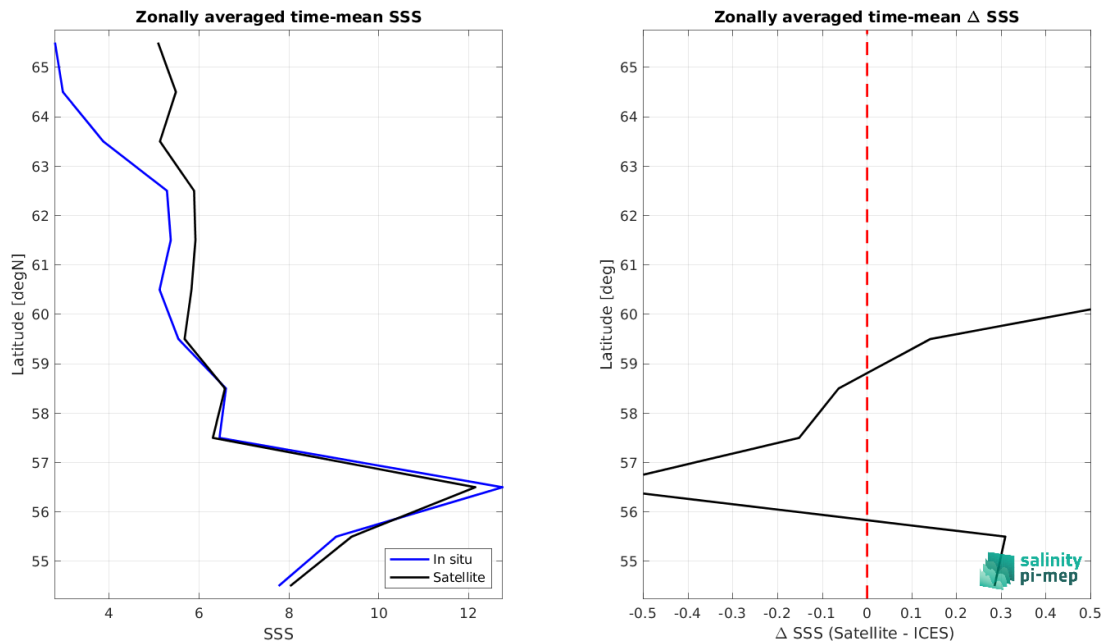 Zonally averaged time-mean SSS
65
64
63
62
61
60
59
58
57
56
55
Latitude [degN]
4 6 8 10 12
SSS
In situ
Satellite
Zonally averaged time-mean Δ SSS
65
64
63
62
61
60
59
58
57
56
55
Latitude [deg]
-0.5 -0.4 -0.3 -0.2 -0.1 0 0.1 0.2 0.3 0.4 0.5
Δ SSS (Satellite - ICES)
salinity
pi-mep